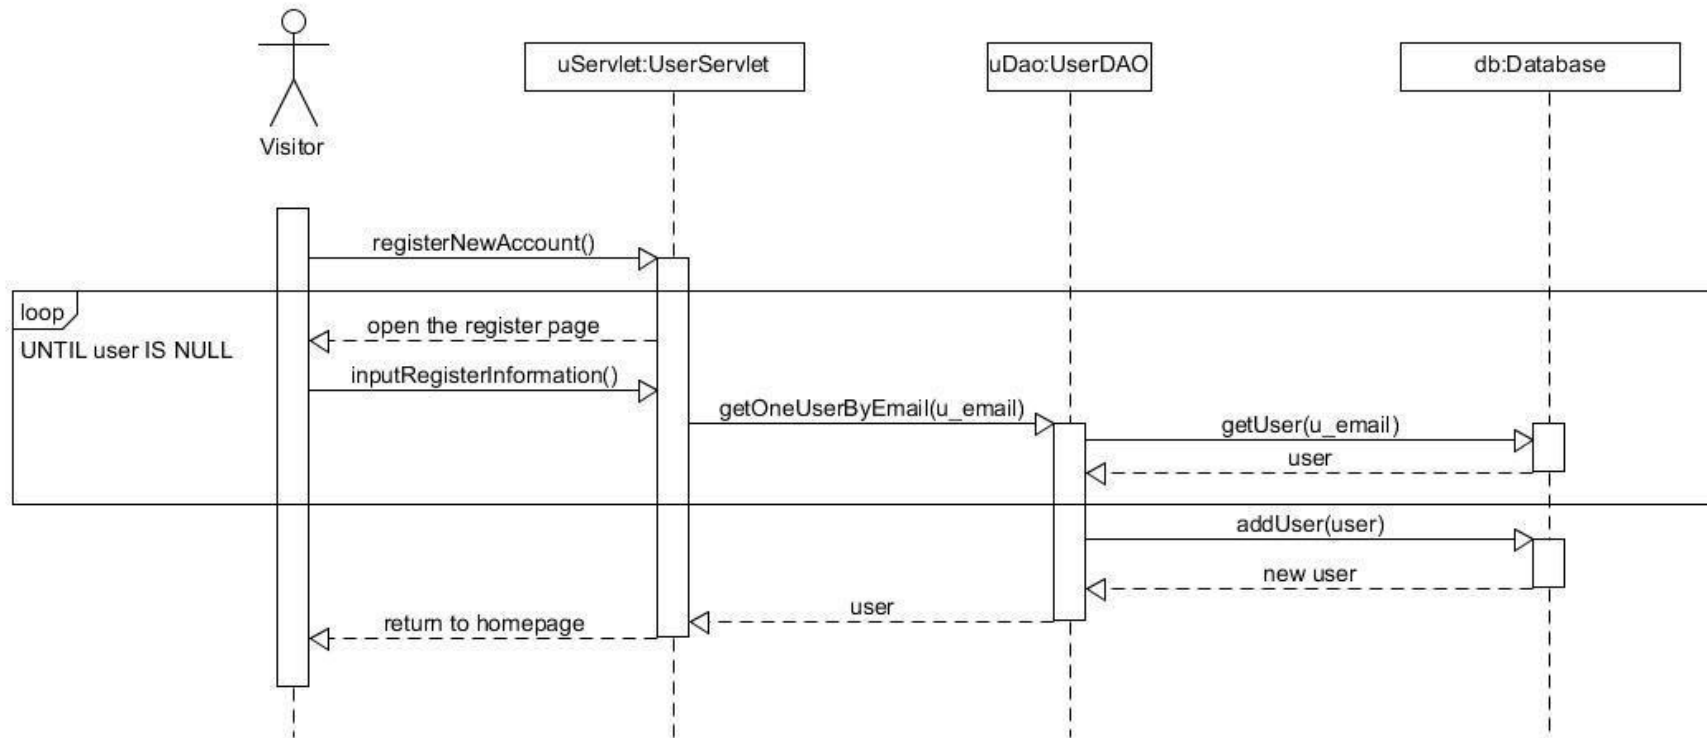 uServlet:UserServlet
uDao:UserDAO
db:Database
Visitor
registerNewAccount()
loop
UNTIL user IS NULL
open the register page
inputRegisterInformation()
getOneUserByEmail(u_email)
getUser(u_email)
user
addUser(user)
new user
user
return to homepage